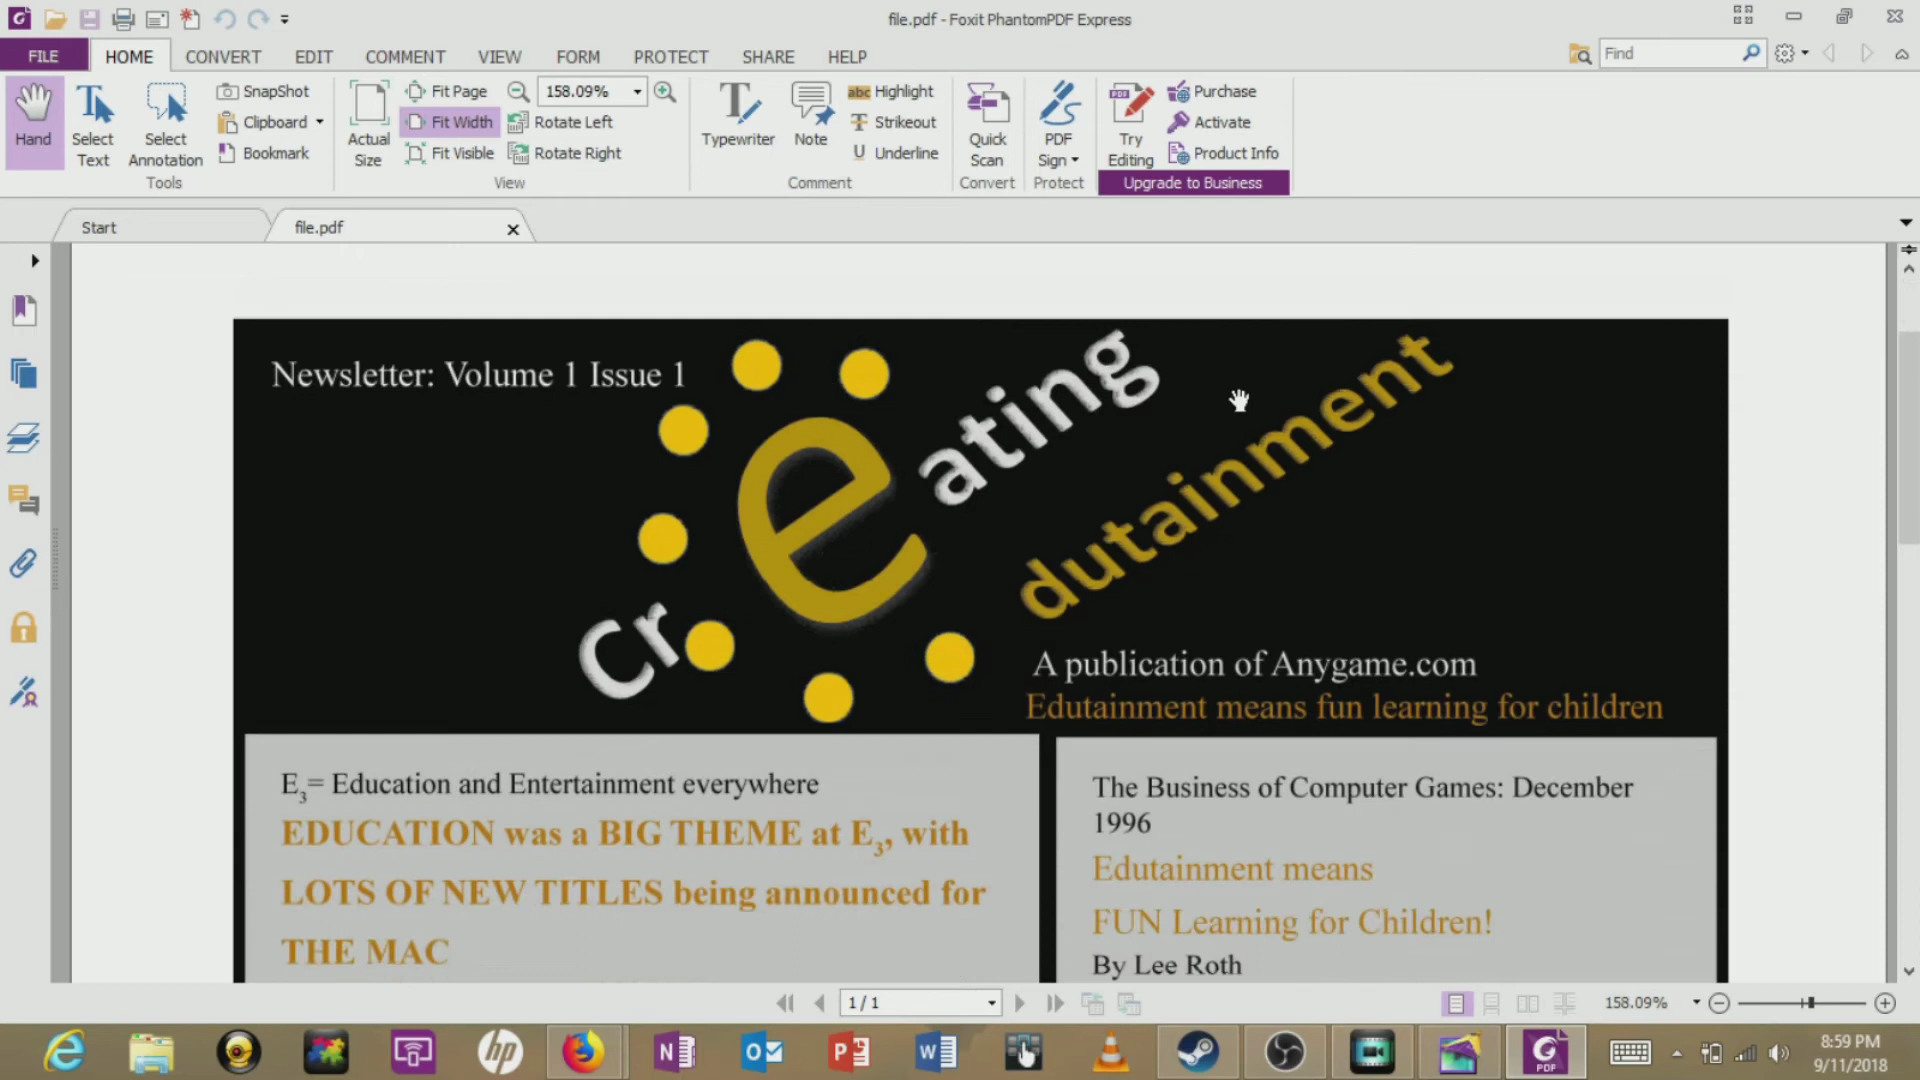 file.pdf - Foxit PhantomPDF Express
FILE HOME CONVERT EDIT COMMENT VIEW FORM PROTECT SHARE HELP
Find
Hand
Select Text
Select Annotation
SnapShot
Clipboard
Bookmark
Tools
Actual Size
Fit Page
Fit Width
Fit Visible
158.09%
Rotate Left
Rotate Right
View
Typewriter
Note
abc Highlight
Strikeout
Underline
Comment
Quick Scan
Convert
PDF Sign
Protect
Try Editing
Purchase
Activate
Product Info
Upgrade to Business
Start
file.pdf
Newsletter: Volume 1 Issue 1
Creating
edutainment
A publication of Anygame.com
Edutainment means fun learning for children
E3= Education and Entertainment everywhere
EDUCATION was a BIG THEME at E3, with
LOTS OF NEW TITLES being announced for
THE MAC
The Business of Computer Games: December
1996
Edutainment means
FUN Learning for Children!
By Lee Roth
1 / 1
158.09%
8:59 PM
9/11/2018